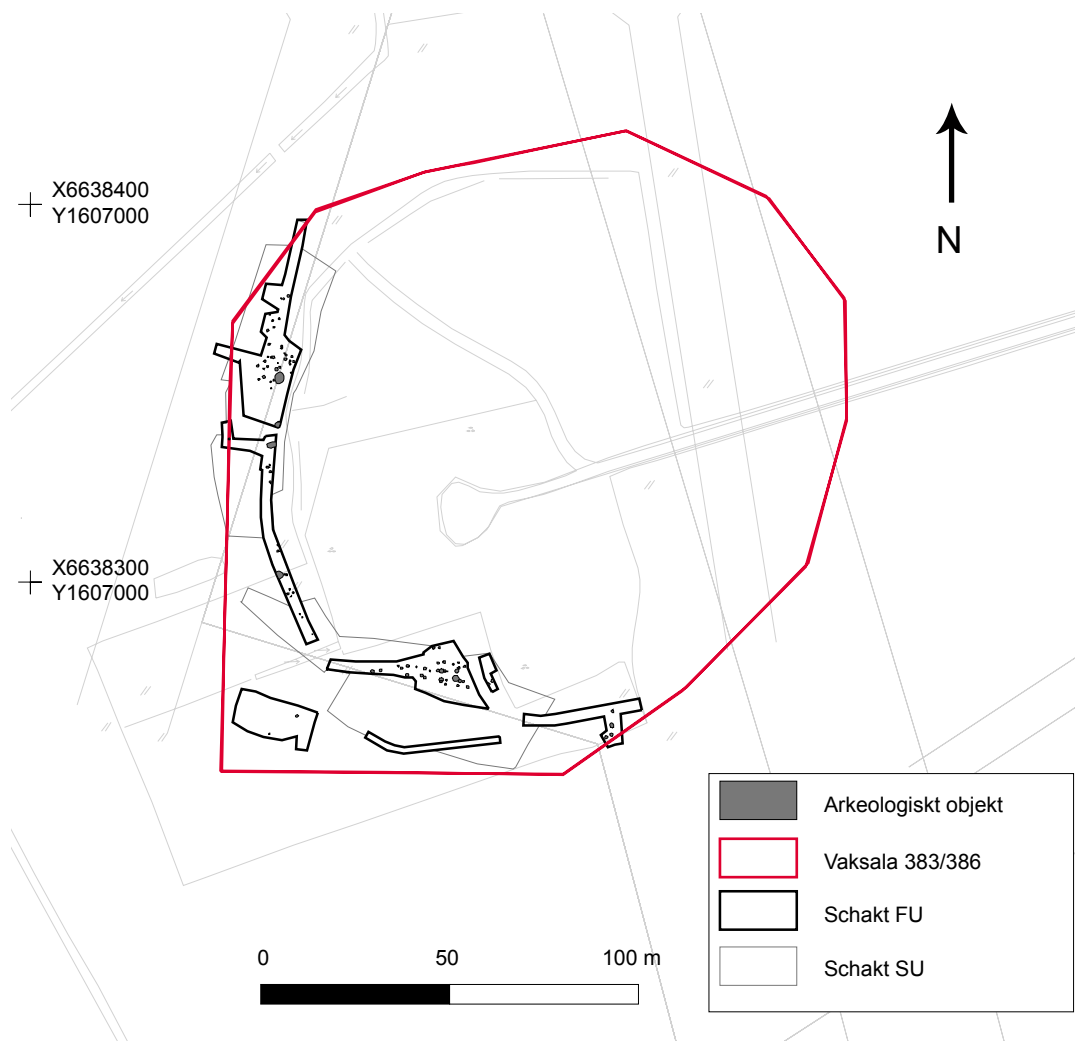 X6638400
Y1607000
N
X6638300
Y1607000
Arkeologiskt objekt
Vaksala 383/386
Schakt FU
Schakt SU
0 50 100 m